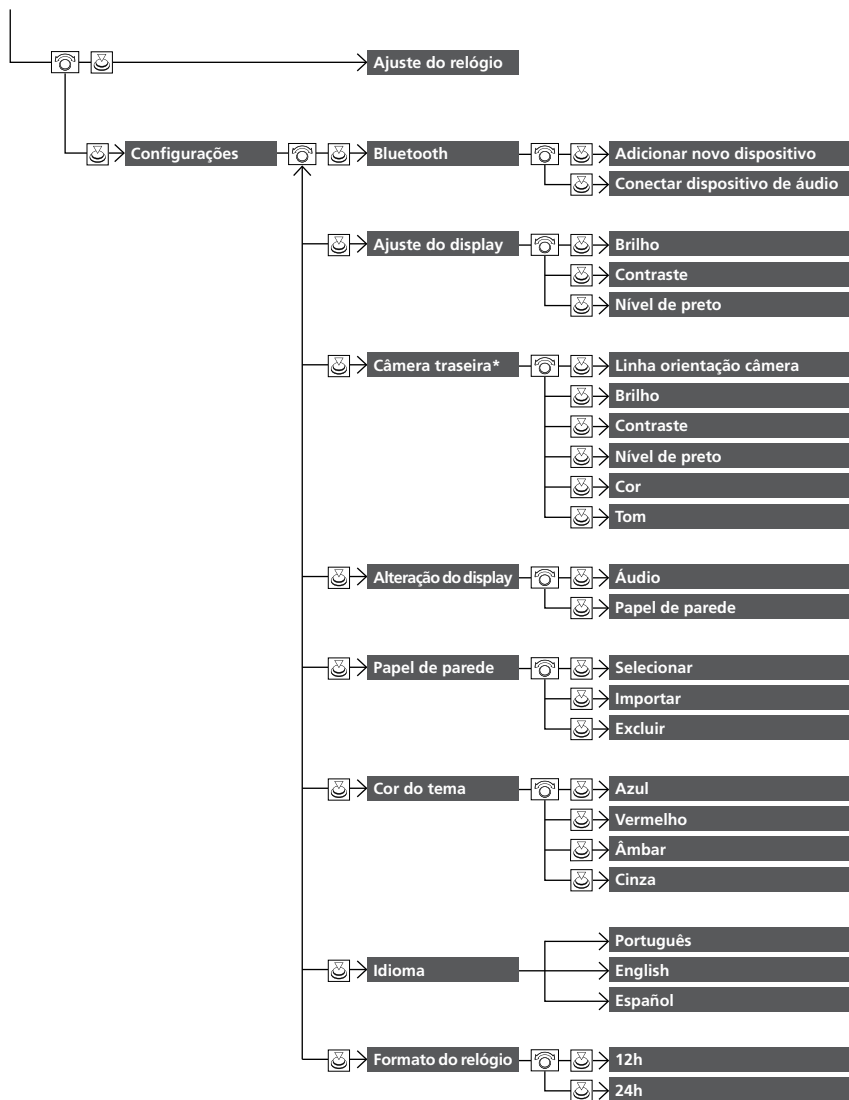 Ajuste do relógio
Configurações
Bluetooth
Adicionar novo dispositivo
Conectar dispositivo de áudio
Ajuste do display
Brilho
Contraste
Nível de preto
Câmera traseira*
Linha orientação câmera
Brilho
Contraste
Nível de preto
Cor
Tom
Alteração do display
Áudio
Papel de parede
Papel de parede
Selecionar
Importar
Excluir
Cor do tema
Azul
Vermelho
Âmbar
Cinza
Idioma
Português
English
Español
Formato do relógio
12h
24h